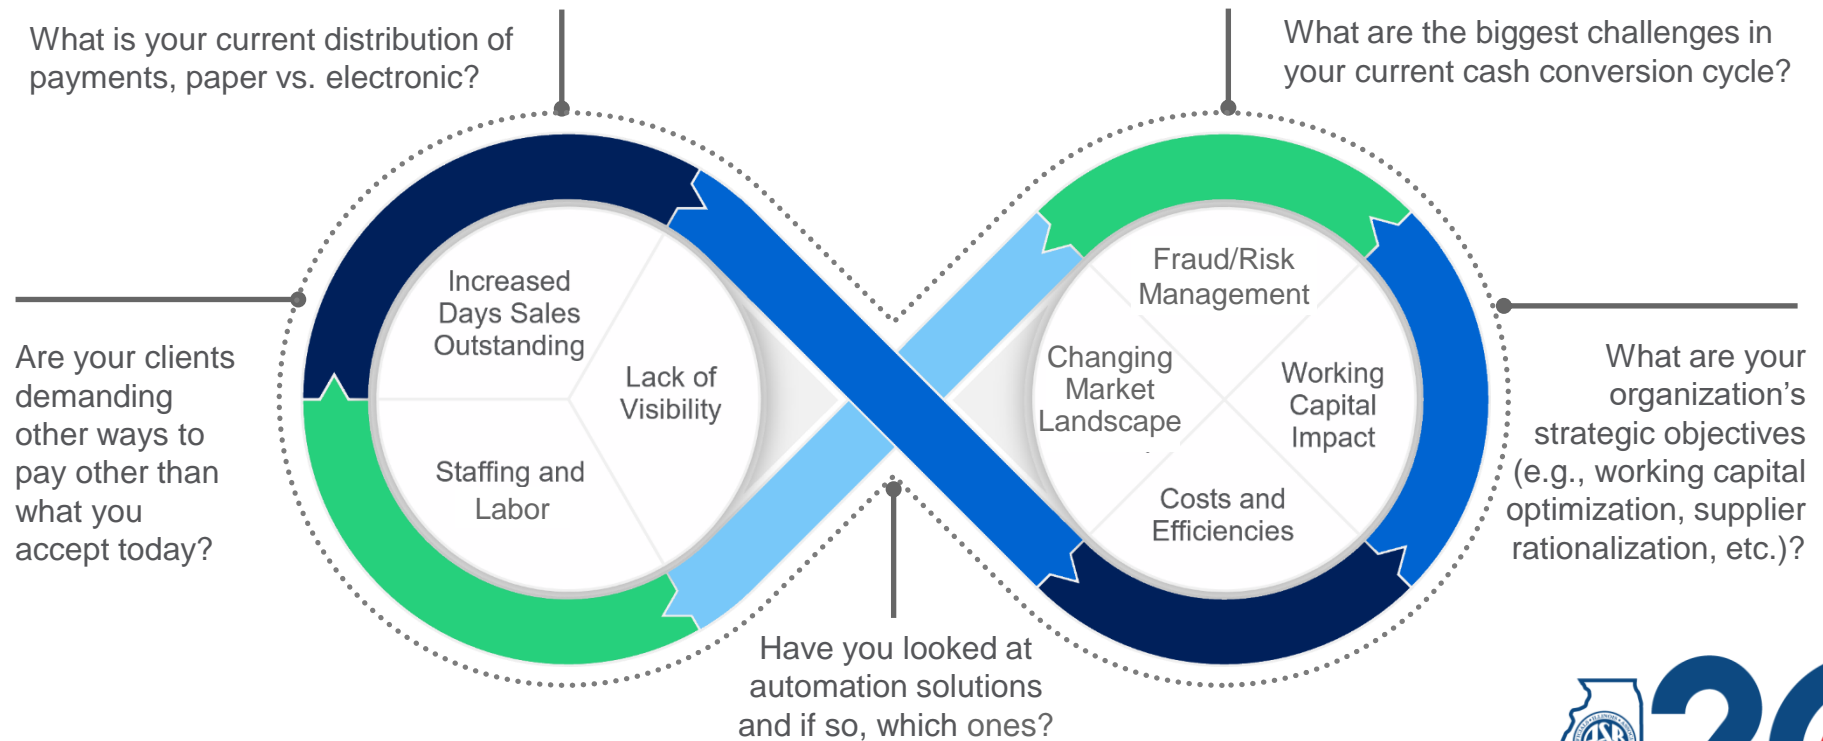 What is your current distribution of
payments, paper vs. electronic?
What are the biggest challenges in
your current cash conversion cycle?
Increased
Days Sales
Outstanding
Lack of
Visibility
Staffing and
Labor
Fraud/Risk
Management
Changing
Market
Landscape
Working
Capital
Impact
Costs and
Efficiencies
Are your clients
demanding
other ways to
pay other than
what you
accept today?
What are your
organization’s
strategic objectives
(e.g., working capital
optimization, supplier
rationalization, etc.)?
Have you looked at
automation solutions
and if so, which ones?